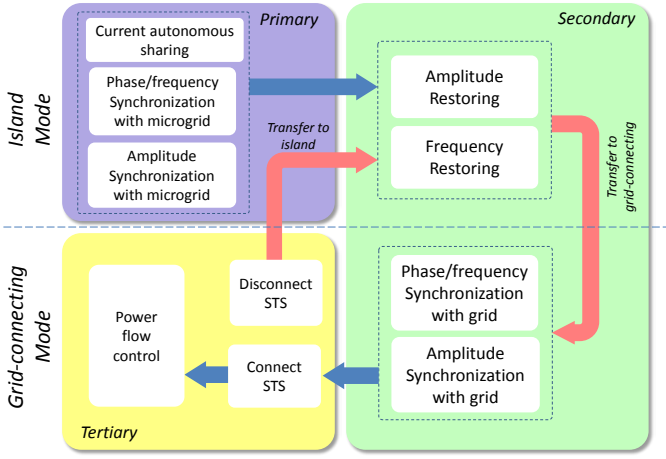 Primary
Current autonomous
sharing
Phase/frequency
Synchronization
with microgrid
Amplitude
Synchronization
with microgrid
Island
Mode
Secondary
Amplitude
Restoring
Frequency
Restoring
Transfer to
island
Transfer to
grid-connecting
Grid-connecting
Mode
Power
flow
control
Disconnect
STS
Connect
STS
Tertiary
Phase/frequency
Synchronization
with grid
Amplitude
Synchronization
with grid